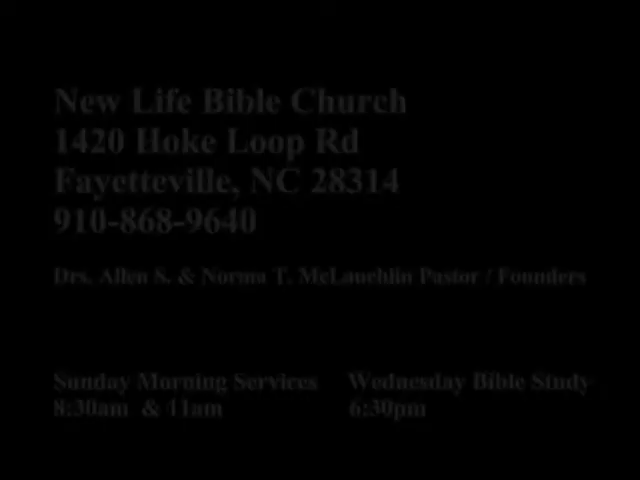 New Life Bible Church
1420 Hoke Loop Rd
Fayetteville, NC 28314
910-868-9640
Drs. Allen S. & Norma T. McLauchlin Pastor / Founders
Sunday Morning Services Wednesday Bible Study
8:30am & 11am 6:30pm